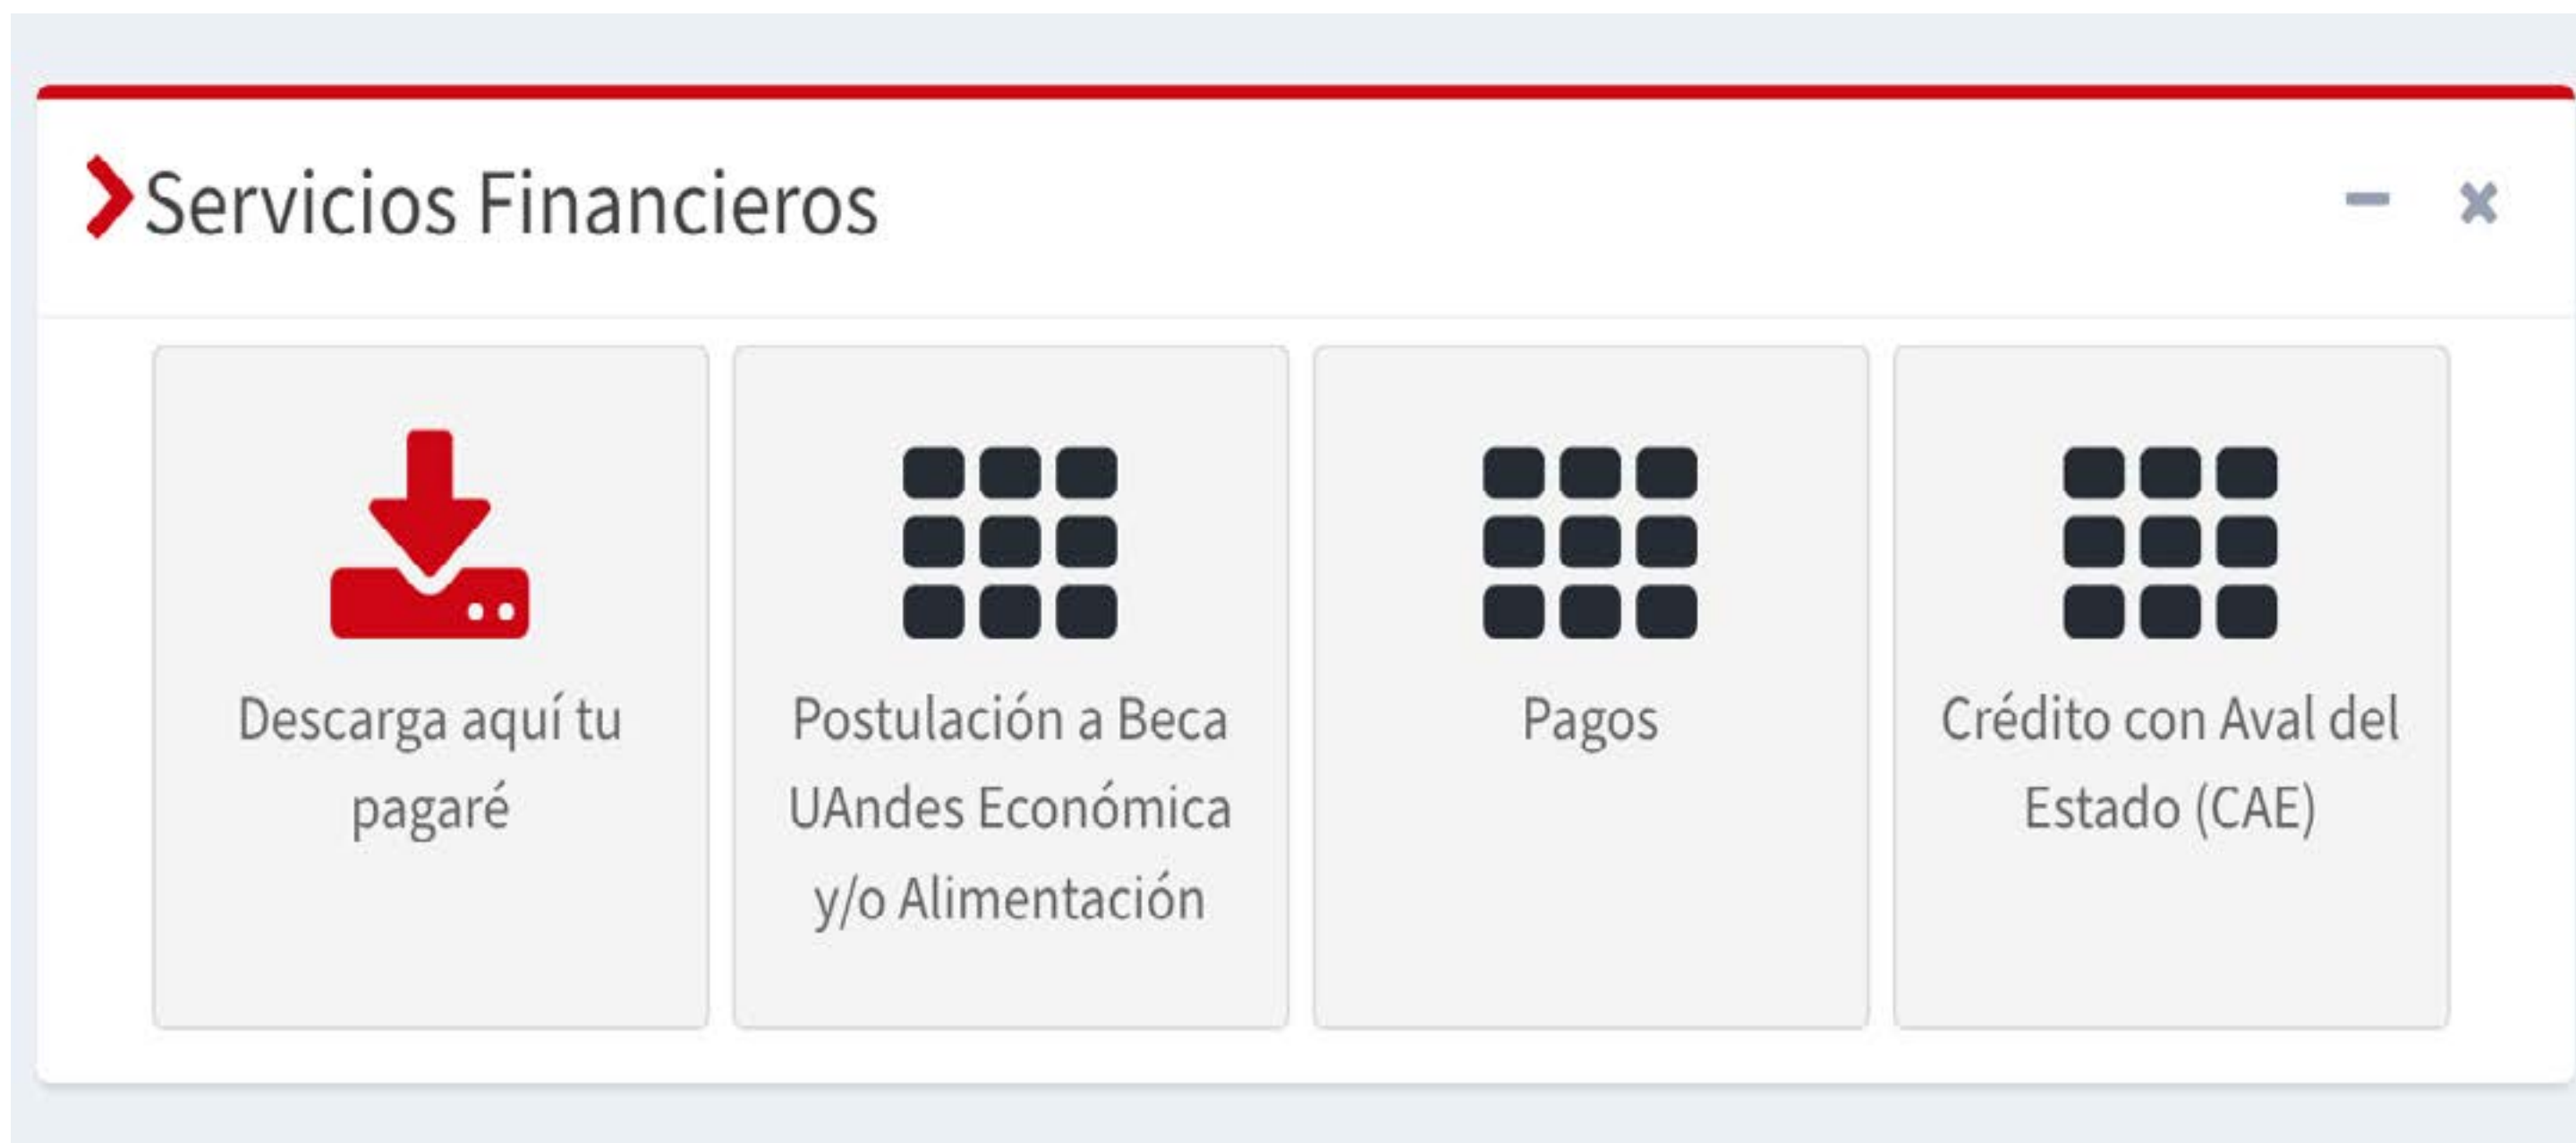 Servicios Financieros
Descarga aquí tu
pagaré
Postulación a Beca
UAndes Económica
y/o Alimentación
Pagos
Crédito con Aval del
Estado (CAE)